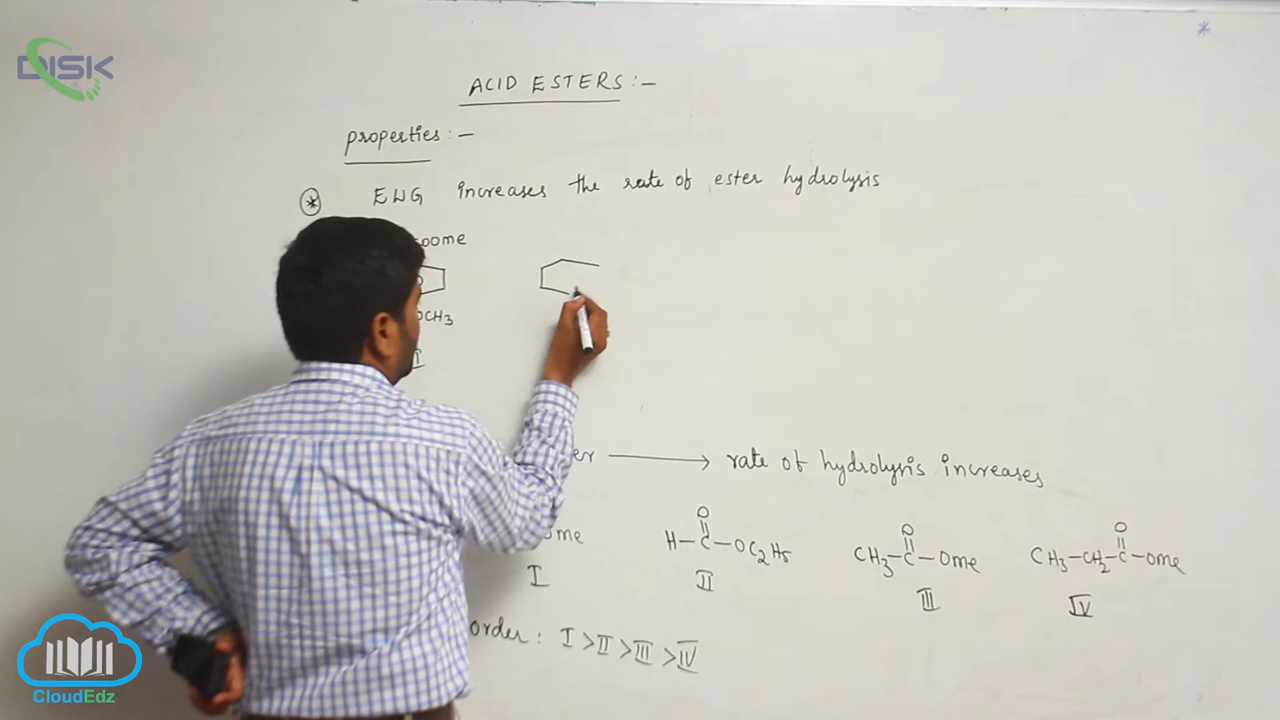 DISK
ACID ESTERS:-
properties:-
* EWG increases the rate of ester hydrolysis
OCH3
I
rate of hydrolysis increases
ome
H-C-OC2H5
O
CH3-C-Ome
O
CH3-CH2-C-Ome
O
I
II
III
IV
order: I > II > III > IV
CloudEdz